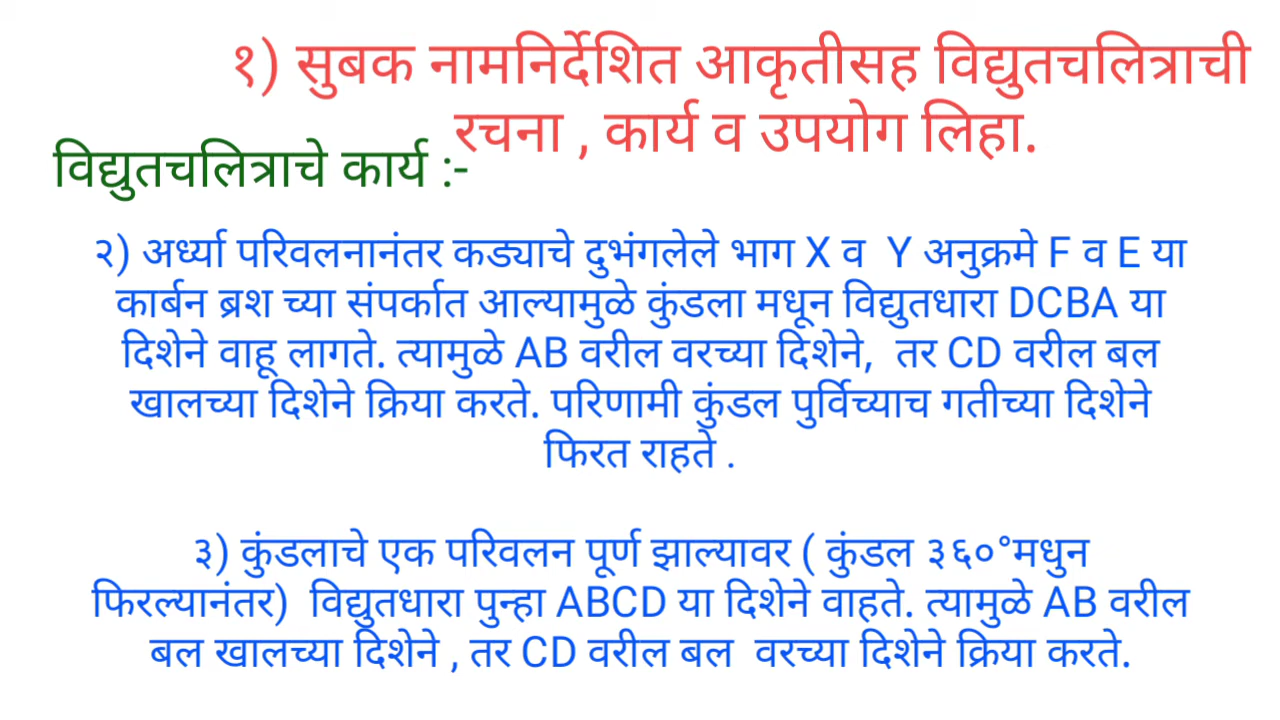 १) सुबक नामनिर्देशित आकृतीसह विद्युतचलित्राची
रचना , कार्य व उपयोग लिहा.
विद्युतचलित्राचे कार्य :-
२) अर्ध्या परिवलनानंतर कड्याचे दुभंगलेले भाग X व Y अनुक्रमे F व E या
कार्बन ब्रश च्या संपर्कात आल्यामुळे कुंडला मधून विद्युतधारा DCBA या
दिशेने वाहू लागते. त्यामुळे AB वरील वरच्या दिशेने, तर CD वरील बल
खालच्या दिशेने क्रिया करते. परिणामी कुंडल पुर्विच्याच गतीच्या दिशेने
फिरत राहते .
३) कुंडलाचे एक परिवलन पूर्ण झाल्यावर ( कुंडल ३६०°मधुन
फिरल्यानंतर) विद्युतधारा पुन्हा ABCD या दिशेने वाहते. त्यामुळे AB वरील
बल खालच्या दिशेने , तर CD वरील बल वरच्या दिशेने क्रिया करते.